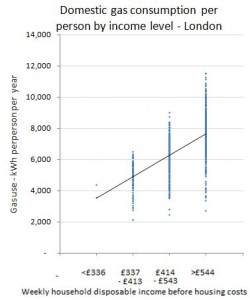 Domestic gas consumption per
person by income level - London
Gas use - kWh perperson per year
14,000
12,000
10,000
8,000
6,000
4,000
2,000
-
<£336 £337 £414 >£544
- £413 - £543
Weekly household disposable income before housing costs